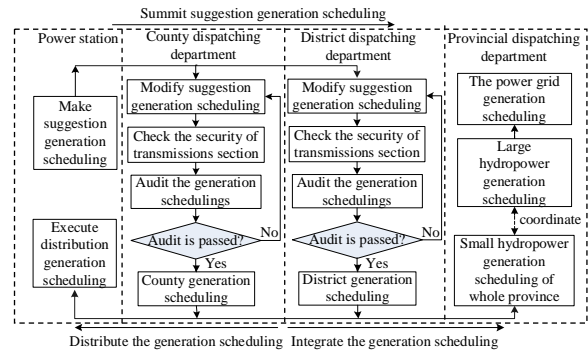 Summit suggestion generation scheduling
Power station
County dispatching
department
District dispatching
department
Provincial dispatching
department
Make
suggestion
generation
scheduling
Execute
distribution
generation
scheduling
Modify suggestion
generation scheduling
Check the security of
transmissions section
Audit the generation
schedulings
Audit is passed?
No
Yes
County generation
scheduling
Modify suggestion
generation scheduling
Check the security of
transmissions section
Audit the generation
schedulings
Audit is passed?
No
Yes
District generation
scheduling
The power grid
generation
scheduling
Large
hydropower
generation
scheduling
coordinate
Small hydropower
generation
scheduling of
whole province
Distribute the generation scheduling
Integrate the generation scheduling